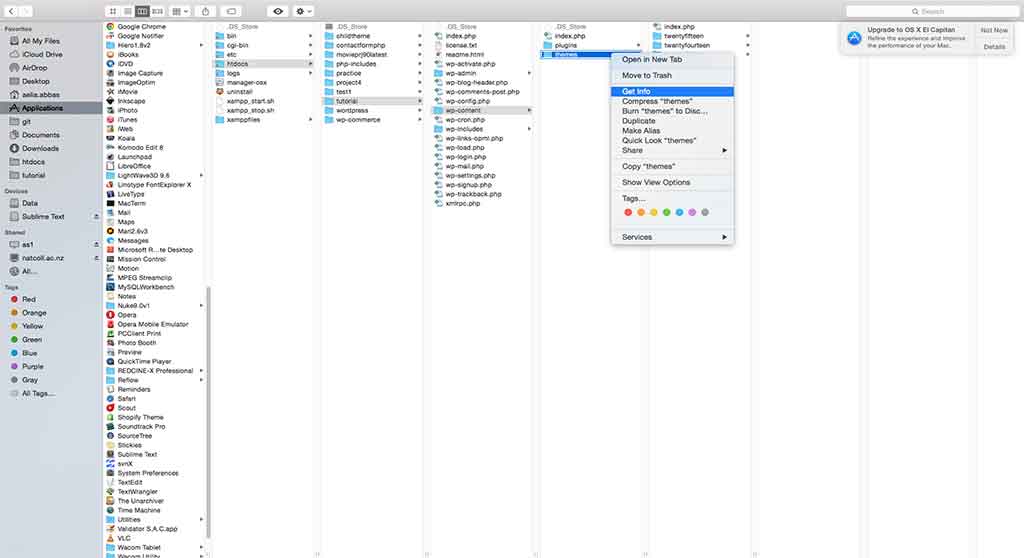 Search
Favorites
All My Files
iCloud Drive
AirDrop
Desktop
aelia.abbas
Applications
git
Documents
Downloads
htdocs
tutorial
Devices
Data
Sublime Text
Shared
as1
natcoll.ac.nz
All...
Tags
Red
Orange
Yellow
Green
Blue
Purple
Gray
All Tags...
Google Chrome
Google Notifier
Hiero1.8v2
iBooks
iDVD
Image Capture
ImageOptim
iMovie
Inkscape
iPhoto
iTunes
iWeb
Koala
Komodo Edit 8
Launchpad
LibreOffice
LightWave3D 9.6
Linotype FontExplorer X
LiveType
MacTerm
Mail
Maps
Mari2.6v3
Messages
Microsoft R...te Desktop
Mission Control
Motion
MPEG Streamclip
MySQLWorkbench
Notes
Nuke9.0v1
Opera
Opera Mobile Emulator
PCClient Print
Photo Booth
Preview
QuickTime Player
REDCINE-X Professional
Reflow
Reminders
Safari
Scout
Shopify Theme
Soundtrack Pro
SourceTree
Stickies
Sublime Text
svnX
System Preferences
TextEdit
TextWrangler
The Unarchiver
Time Machine
Utilities
Validator S.A.C.app
VLC
Wacom Tablet
.DS_Store
bin
cgi-bin
etc
htdocs
logs
manager-osx
uninstall
xampp_start.sh
xampp_stop.sh
xamppfiles
.DS_Store
childtheme
contactformphp
movieprj90latest
php-includes
practice
project4
test1
tutorial
wordpress
wp-commerce
.DS_Store
index.php
license.txt
readme.html
wp-activate.php
wp-admin
wp-blog-header.php
wp-comments-post.php
wp-config.php
wp-content
wp-cron.php
wp-includes
wp-links-opml.php
wp-load.php
wp-login.php
wp-mail.php
wp-settings.php
wp-signup.php
wp-trackback.php
xmlrpc.php
.DS_Store
index.php
plugins
themes
Open in New Tab
Move to Trash
Get Info
Compress "themes"
Burn "themes" to Disc...
Duplicate
Make Alias
Quick Look "themes"
Share
Copy "themes"
Show View Options
Tags...
Services
index.php
twentyfifteen
twentyfourteen
Upgrade to OS X El Capitan
Refine the experience and improve
the performance of your Mac.
Not Now
Details